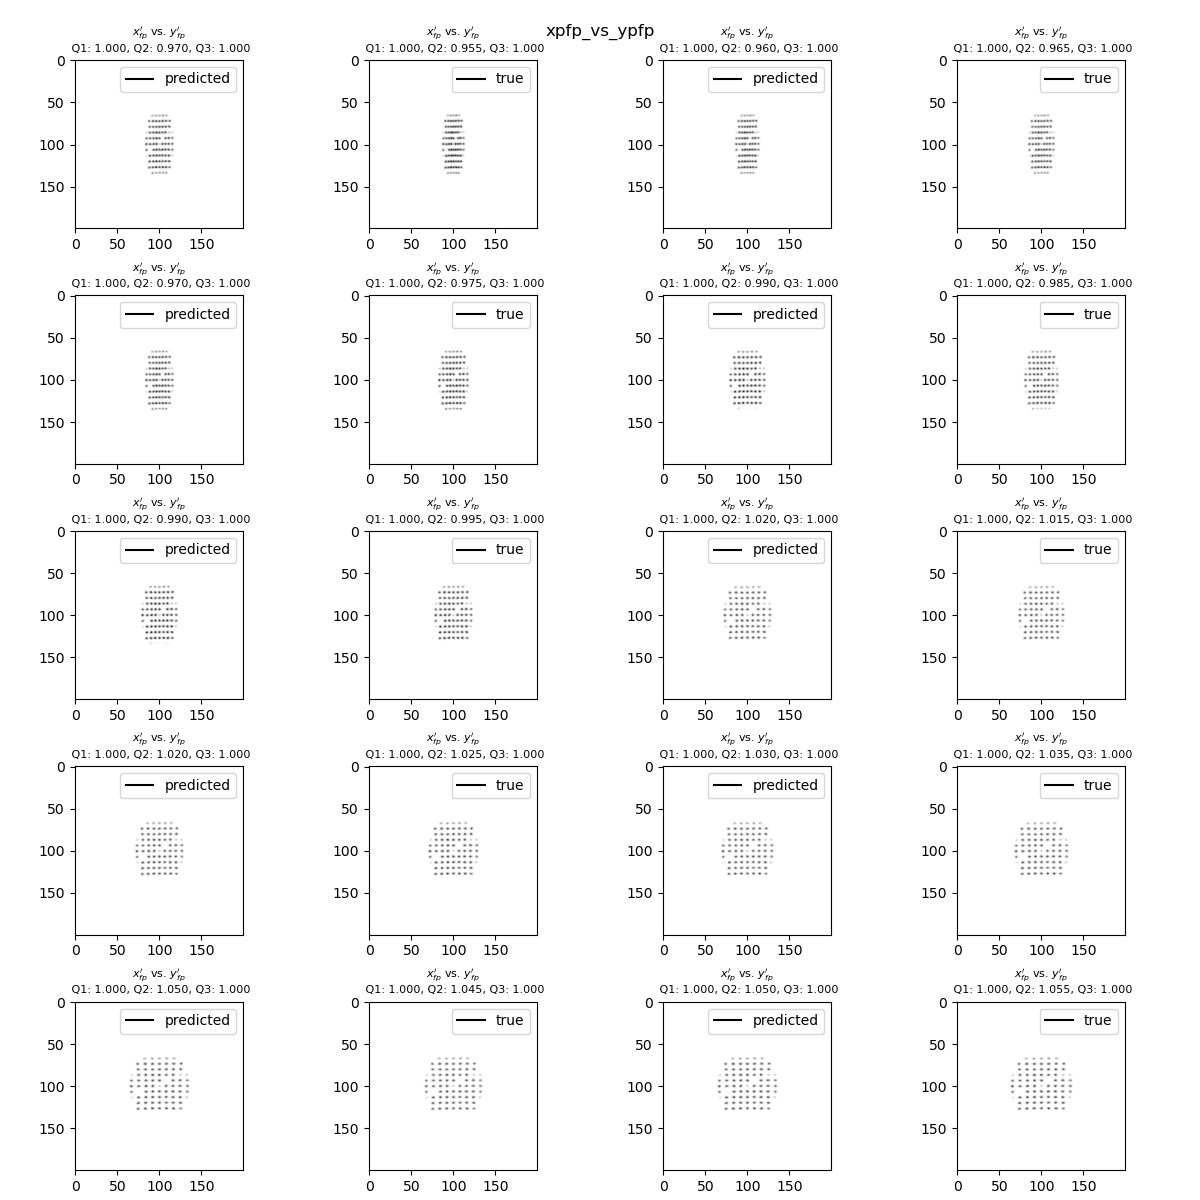 xpfp_vs_ypfp
x′fp vs. y′fp x′fp vs. y′fp x′fp vs. y′fp x′fp vs. y′fp
Q1: 1.000, Q2: 0.970, Q3: 1.000 Q1: 1.000, Q2: 0.955, Q3: 1.000 Q1: 1.000, Q2: 0.960, Q3: 1.000 Q1: 1.000, Q2: 0.965, Q3: 1.000
0 0 0 0
predicted true predicted true
50 50 50 50
100 100 100 100
150 150 150 150
0 50 100 150 0 50 100 150 0 50 100 150 0 50 100 150
x′fp vs. y′fp x′fp vs. y′fp x′fp vs. y′fp x′fp vs. y′fp
Q1: 1.000, Q2: 0.970, Q3: 1.000 Q1: 1.000, Q2: 0.975, Q3: 1.000 Q1: 1.000, Q2: 0.990, Q3: 1.000 Q1: 1.000, Q2: 0.985, Q3: 1.000
0 0 0 0
predicted true predicted true
50 50 50 50
100 100 100 100
150 150 150 150
0 50 100 150 0 50 100 150 0 50 100 150 0 50 100 150
x′fp vs. y′fp x′fp vs. y′fp x′fp vs. y′fp x′fp vs. y′fp
Q1: 1.000, Q2: 0.990, Q3: 1.000 Q1: 1.000, Q2: 0.995, Q3: 1.000 Q1: 1.000, Q2: 1.020, Q3: 1.000 Q1: 1.000, Q2: 1.015, Q3: 1.000
0 0 0 0
predicted true predicted true
50 50 50 50
100 100 100 100
150 150 150 150
0 50 100 150 0 50 100 150 0 50 100 150 0 50 100 150
x′fp vs. y′fp x′fp vs. y′fp x′fp vs. y′fp x′fp vs. y′fp
Q1: 1.000, Q2: 1.020, Q3: 1.000 Q1: 1.000, Q2: 1.025, Q3: 1.000 Q1: 1.000, Q2: 1.030, Q3: 1.000 Q1: 1.000, Q2: 1.035, Q3: 1.000
0 0 0 0
predicted true predicted true
50 50 50 50
100 100 100 100
150 150 150 150
0 50 100 150 0 50 100 150 0 50 100 150 0 50 100 150
x′fp vs. y′fp x′fp vs. y′fp x′fp vs. y′fp x′fp vs. y′fp
Q1: 1.000, Q2: 1.050, Q3: 1.000 Q1: 1.000, Q2: 1.045, Q3: 1.000 Q1: 1.000, Q2: 1.050, Q3: 1.000 Q1: 1.000, Q2: 1.055, Q3: 1.000
0 0 0 0
predicted true predicted true
50 50 50 50
100 100 100 100
150 150 150 150
0 50 100 150 0 50 100 150 0 50 100 150 0 50 100 150